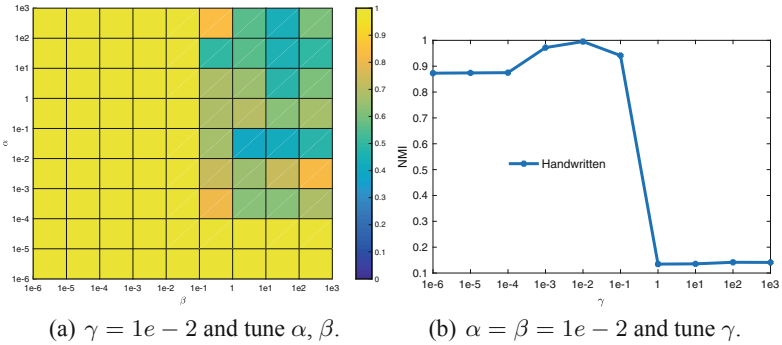 1e3
1e2
1e1
1
1e-1
1e-2
1e-3
1e-4
1e-5
1e-6
α
1e-6 1e-5 1e-4 1e-3 1e-2 1e-1 1 1e1 1e2 1e3
β
1
0.9
0.8
0.7
0.6
0.5
0.4
0.3
0.2
0.1
0
(a) γ = 1e − 2 and tune α, β.
1
0.9
0.8
0.7
0.6
0.5
0.4
0.3
0.2
0.1
NMI
Handwritten
1e-6 1e-5 1e-4 1e-3 1e-2 1e-1 1 1e1 1e2 1e3
γ
(b) α = β = 1e − 2 and tune γ.